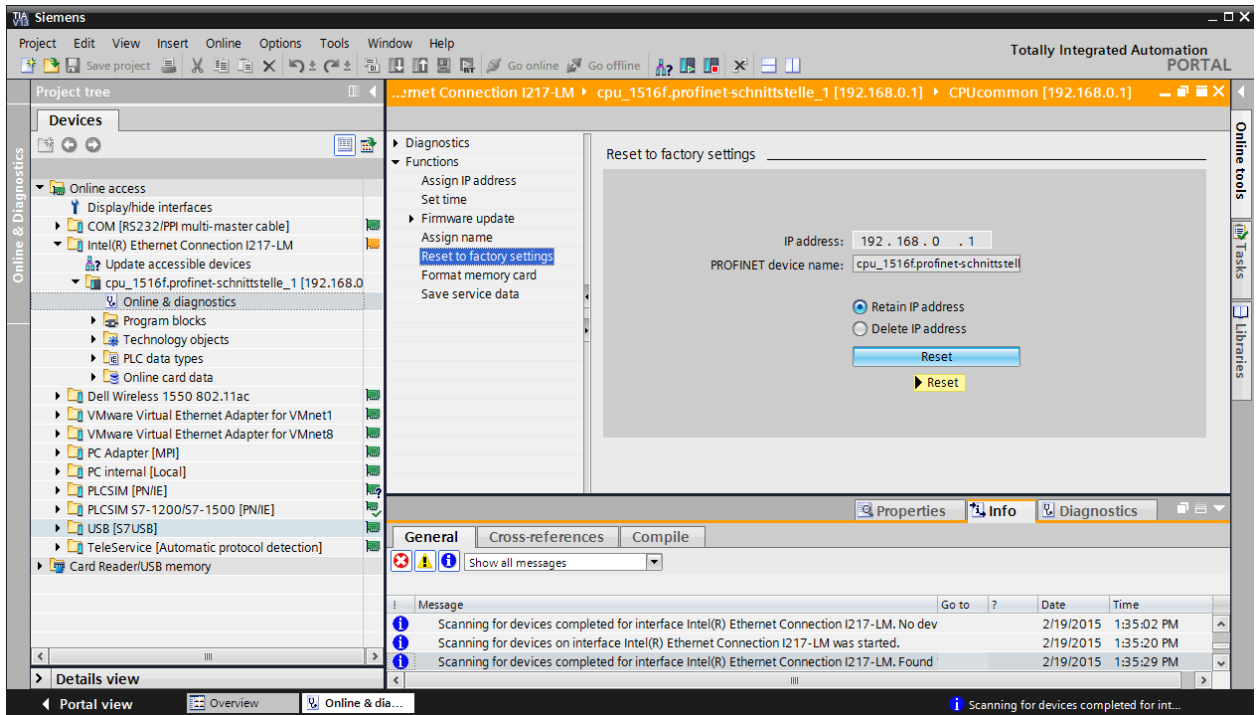 Siemens
Project Edit View Insert Online Options Tools Window Help
Totally Integrated Automation
PORTAL
Save project
Go online
Go offline
Project tree
...rnet Connection I217-LM cpu_1516f.profinet-schnittstelle_1 [192.168.0.1] CPUcommon [192.168.0.1]
Devices
Online & Diagnostics
Online access
Display/hide interfaces
COM [RS232/PPI multi-master cable]
Intel(R) Ethernet Connection I217-LM
Update accessible devices
cpu_1516f.profinet-schnittstelle_1 [192.168.0
Online & diagnostics
Program blocks
Technology objects
PLC data types
Online card data
Dell Wireless 1550 802.11ac
VMware Virtual Ethernet Adapter for VMnet1
VMware Virtual Ethernet Adapter for VMnet8
PC Adapter [MPI]
PC internal [Local]
PLCSIM [PN/IE]
PLCSIM S7-1200/S7-1500 [PN/IE]
USB [S7USB]
TeleService [Automatic protocol detection]
Card Reader/USB memory
Details view
Diagnostics
Functions
Assign IP address
Set time
Firmware update
Assign name
Reset to factory settings
Format memory card
Save service data
Reset to factory settings
IP address: 192 . 168 . 0 . 1
PROFINET device name: cpu_1516f.profinet-schnittstell
Retain IP address
Delete IP address
Reset
Reset
Online tools
Tasks
Libraries
Properties Info Diagnostics
General Cross-references Compile
Show all messages
! Message Go to ? Date Time
Scanning for devices completed for interface Intel(R) Ethernet Connection I217-LM. No dev 2/19/2015 1:35:02 PM
Scanning for devices on interface Intel(R) Ethernet Connection I217-LM was started. 2/19/2015 1:35:20 PM
Scanning for devices completed for interface Intel(R) Ethernet Connection I217-LM. Found 2/19/2015 1:35:29 PM
Portal view
Overview
Online & dia...
Scanning for devices completed for int...